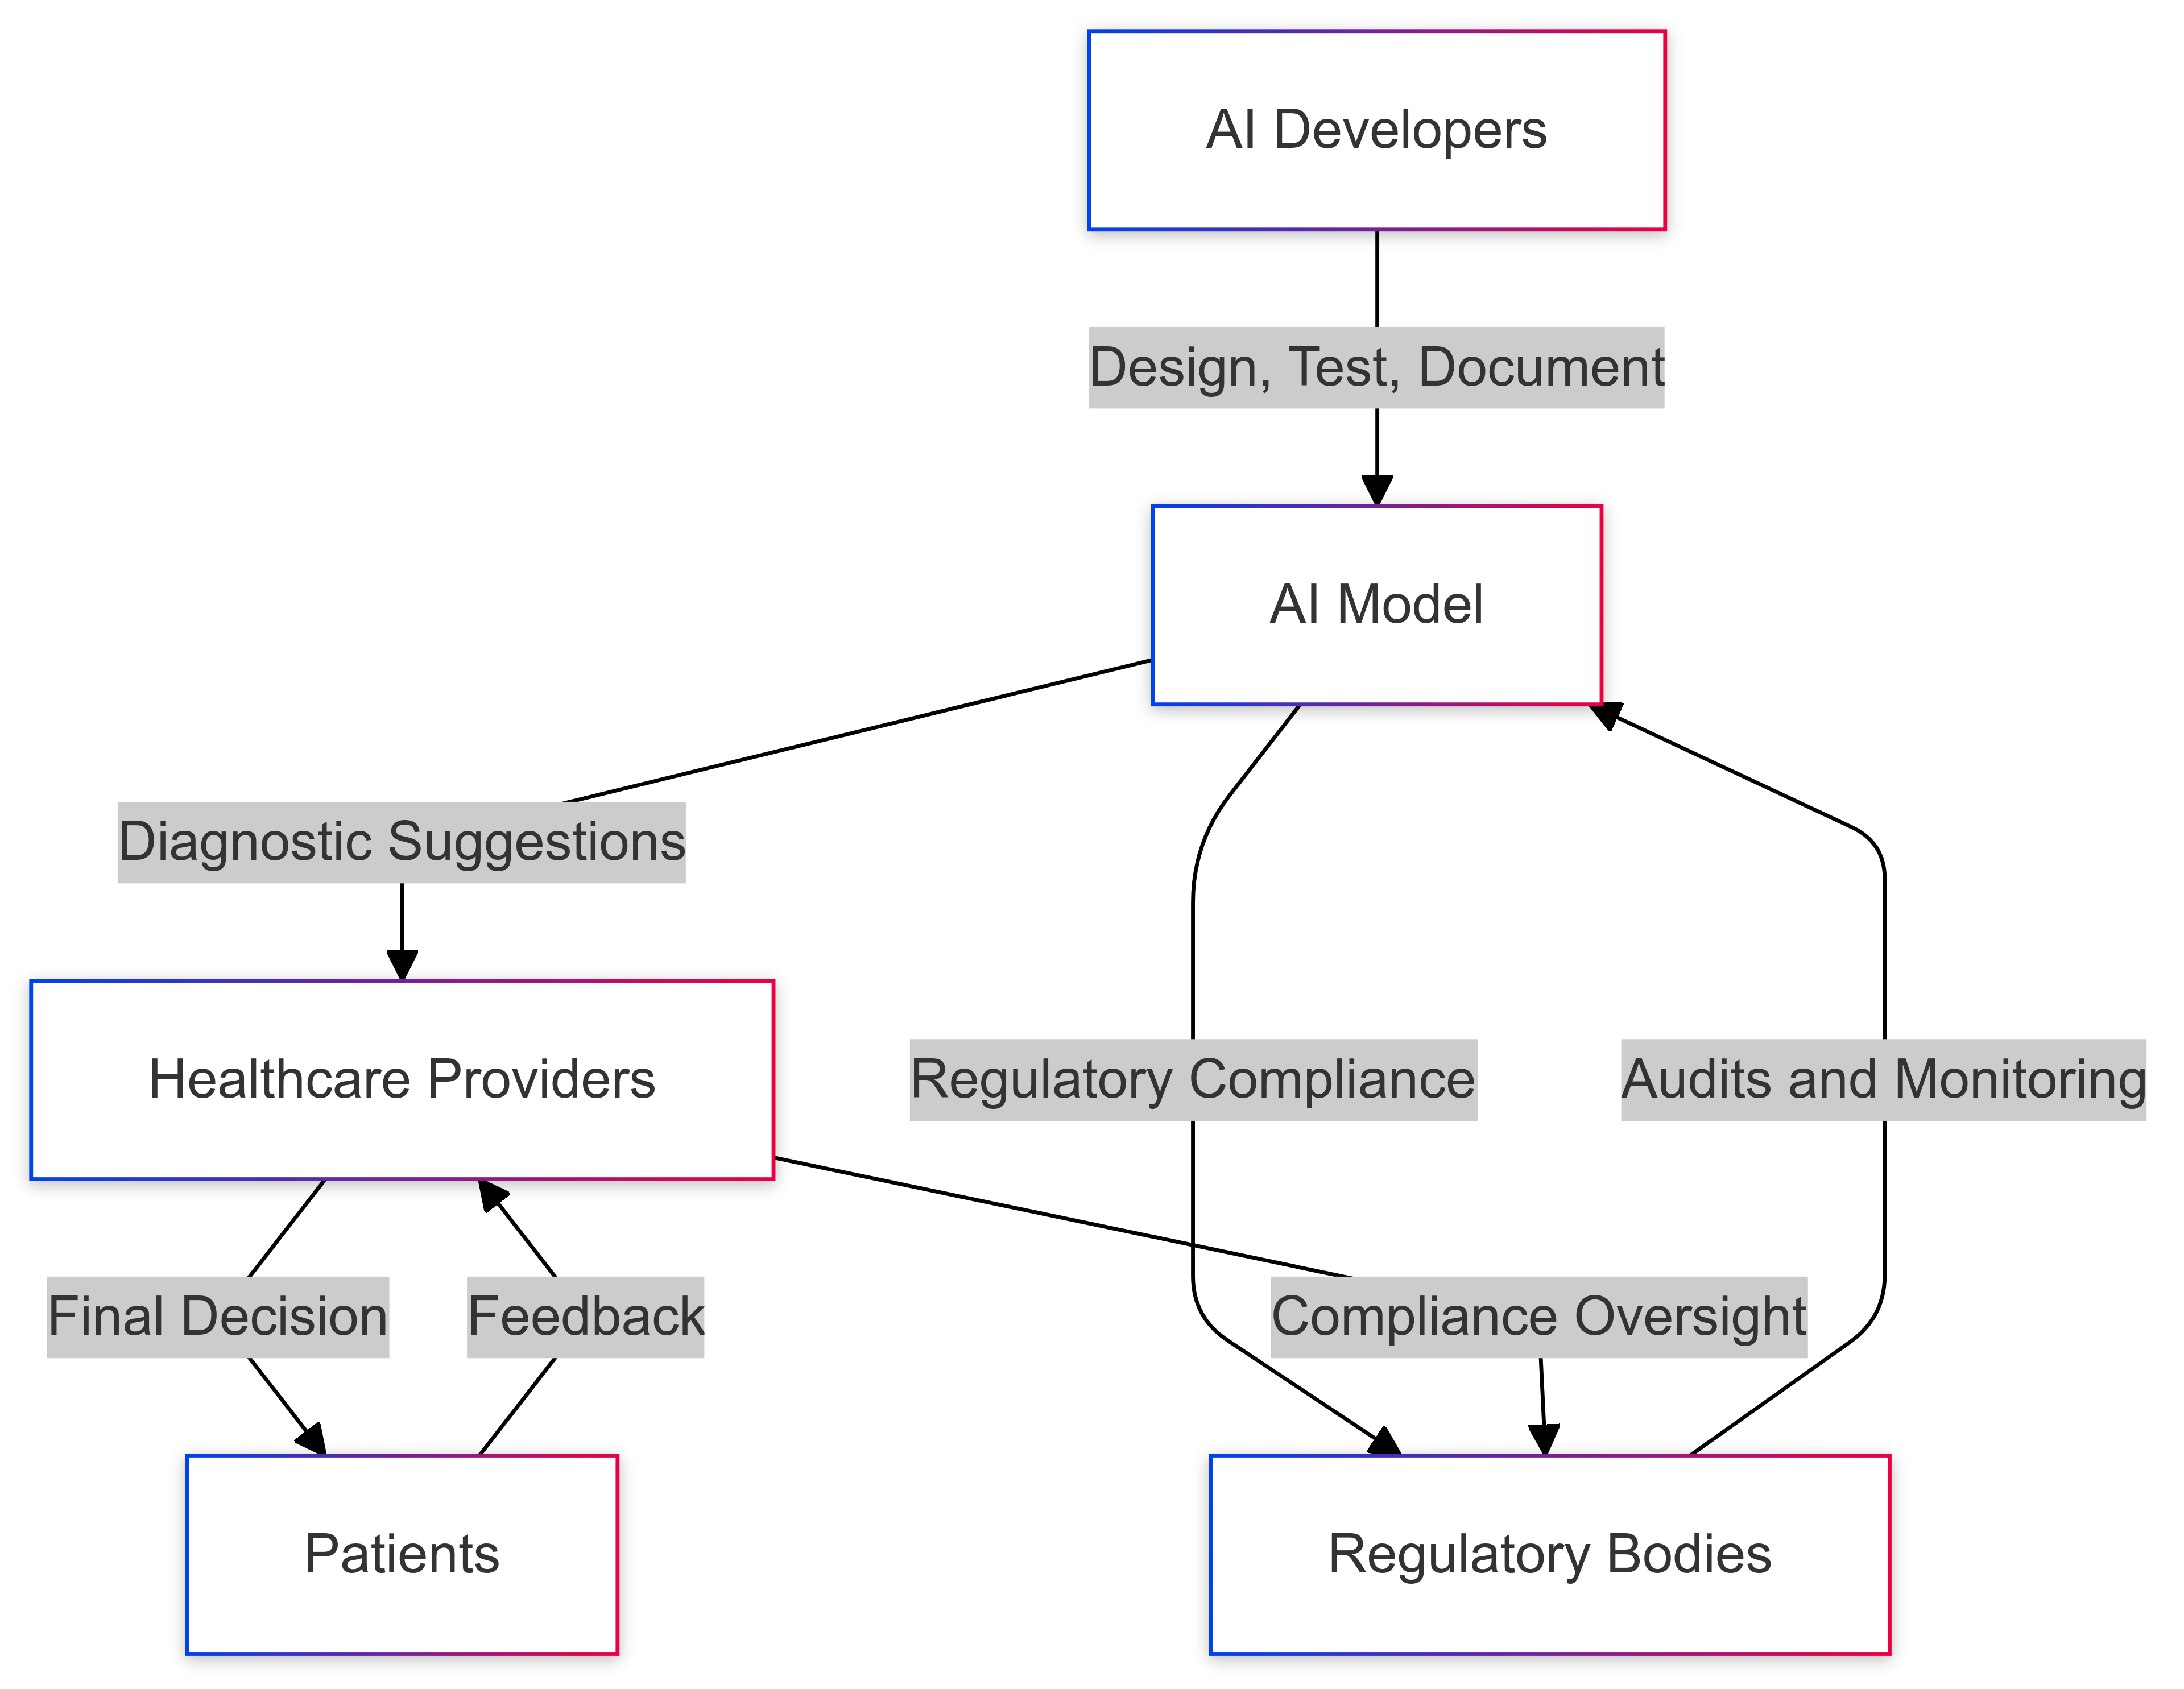 AI Developers
Design, Test, Document
AI Model
Diagnostic Suggestions
Healthcare Providers
Regulatory Compliance
Audits and Monitoring
Final Decision
Feedback
Compliance Oversight
Patients
Regulatory Bodies